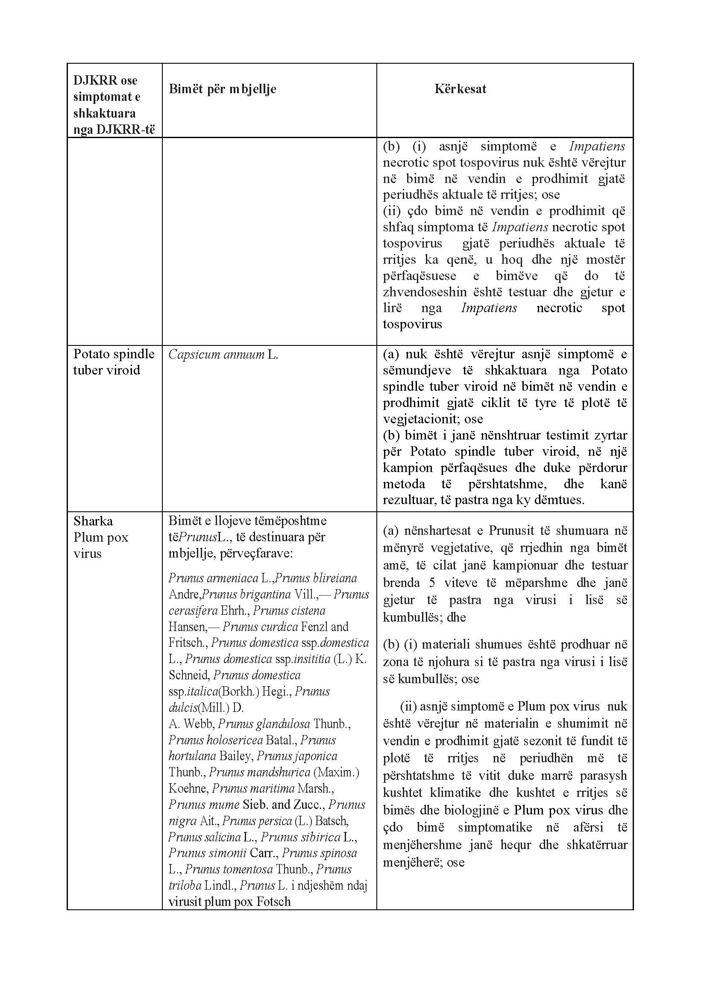 DJKRR ose
simptomat e
shkaktuara
nga DJKRR-të
Bimët për mbjellje
Kërkesat
(b) (i) asnjë simptomë e Impatiens
necrotic spot tospovirus nuk është vërejtur
në bimë në vendin e prodhimit gjatë
periudhës aktuale të rritjes; ose
(ii) çdo bimë në vendin e prodhimit që
shfaq simptoma të Impatiens necrotic spot
tospovirus gjatë periudhës aktuale të
rritjes ka qenë, u hoq dhe një mostër
përfaqësuese e bimëve që do të
zhvendoseshin është testuar dhe gjetur e
lirë nga Impatiens necrotic spot
tospovirus
Potato spindle
tuber viroid
Capsicum annuum L.
(a) nuk është vërejtur asnjë simptomë e
sëmundjeve të shkaktuara nga Potato
spindle tuber viroid në bimët në vendin e
prodhimit gjatë ciklit të tyre të plotë të
vegjetacionit; ose
(b) bimët i janë nënshtruar testimit zyrtar
për Potato spindle tuber viroid, në një
kampion përfaqësues dhe duke përdorur
metoda të përshtatshme, dhe kanë
rezultuar, të pastra nga ky dëmtues.
Sharka
Plum pox
virus
Bimët e llojeve tëmëposhtme
tëPrunusL., të destinuara për
mbjellje, përveçfarave:
Prunus armeniaca L.,Prunus blireiana
Andre,Prunus brigantina Vill.,— Prunus
cerasifera Ehrh., Prunus cistena
Hansen,— Prunus curdica Fenzl and
Fritsch., Prunus domestica ssp.domestica
L., Prunus domestica ssp.insititia (L.) K.
Schneid, Prunus domestica
ssp.italica(Borkh.) Hegi., Prunus
dulcis(Mill.) D.
A. Webb, Prunus glandulosa Thunb.,
Prunus holosericea Batal., Prunus
hortulana Bailey, Prunus japonica
Thunb., Prunus mandshurica (Maxim.)
Koehne, Prunus maritima Marsh.,
Prunus mume Sieb. and Zucc., Prunus
nigra Ait., Prunus persica (L.) Batsch,
Prunus salicina L., Prunus sibirica L.,
Prunus simonii Carr., Prunus spinosa
L., Prunus tomentosa Thunb., Prunus
triloba Lindl., Prunus L. i ndjeshëm ndaj
virusit plum pox Fotsch
(a) nënshartesat e Prunusit të shumuara në
mënyrë vegjetative, që rrjedhin nga bimët
amë, të cilat janë kampionuar dhe testuar
brenda 5 viteve të mëparshme dhe janë
gjetur të pastra nga virusi i lisë së
kumbullës; dhe
(b) (i) materiali shumues është prodhuar në
zona të njohura si të pastra nga virusi i lisë
së kumbullës; ose
(ii) asnjë simptomë e Plum pox virus nuk
është vërejtur në materialin e shumimit në
vendin e prodhimit gjatë sezonit të fundit të
plotë të rritjes në periudhën më të
përshtatshme të vitit duke marrë parasysh
kushtet klimatike dhe kushtet e rritjes së
bimës dhe biologjinë e Plum pox virus dhe
çdo bimë simptomatike në afërsi të
menjëhershme janë hequr dhe shkatërruar
menjëherë; ose